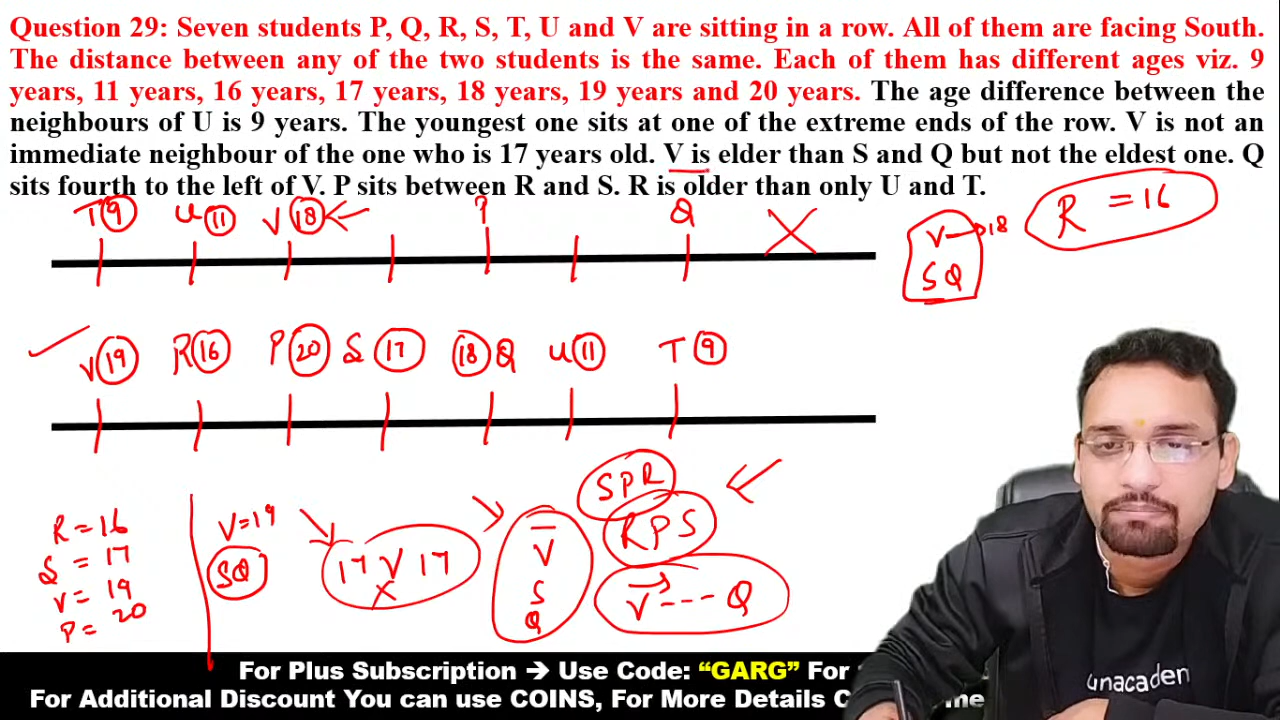 Question 29: Seven students P, Q, R, S, T, U and V are sitting in a row. All of them are facing South.
The distance between any of the two students is the same. Each of them has different ages viz. 9
years, 11 years, 16 years, 17 years, 18 years, 19 years and 20 years. The age difference between the
neighbours of U is 9 years. The youngest one sits at one of the extreme ends of the row. V is not an
immediate neighbour of the one who is 17 years old. V is elder than S and Q but not the eldest one. Q
sits fourth to the left of V. P sits between R and S. R is older than only U and T.
T 9 U 11 V 18 ? Q
V → 18
S Q
R = 16
V 19 R 16 P 20 S 17 18 Q U 11 T 9
SPR
RPS
V --- Q
R = 16
S = 17
V = 19
P = 20
V = 19
SQ
17 V 17
X
V
S
Q
unacaden
For Plus Subscription → Use Code: “GARG” For
For Additional Discount You can use COINS, For More Details C me